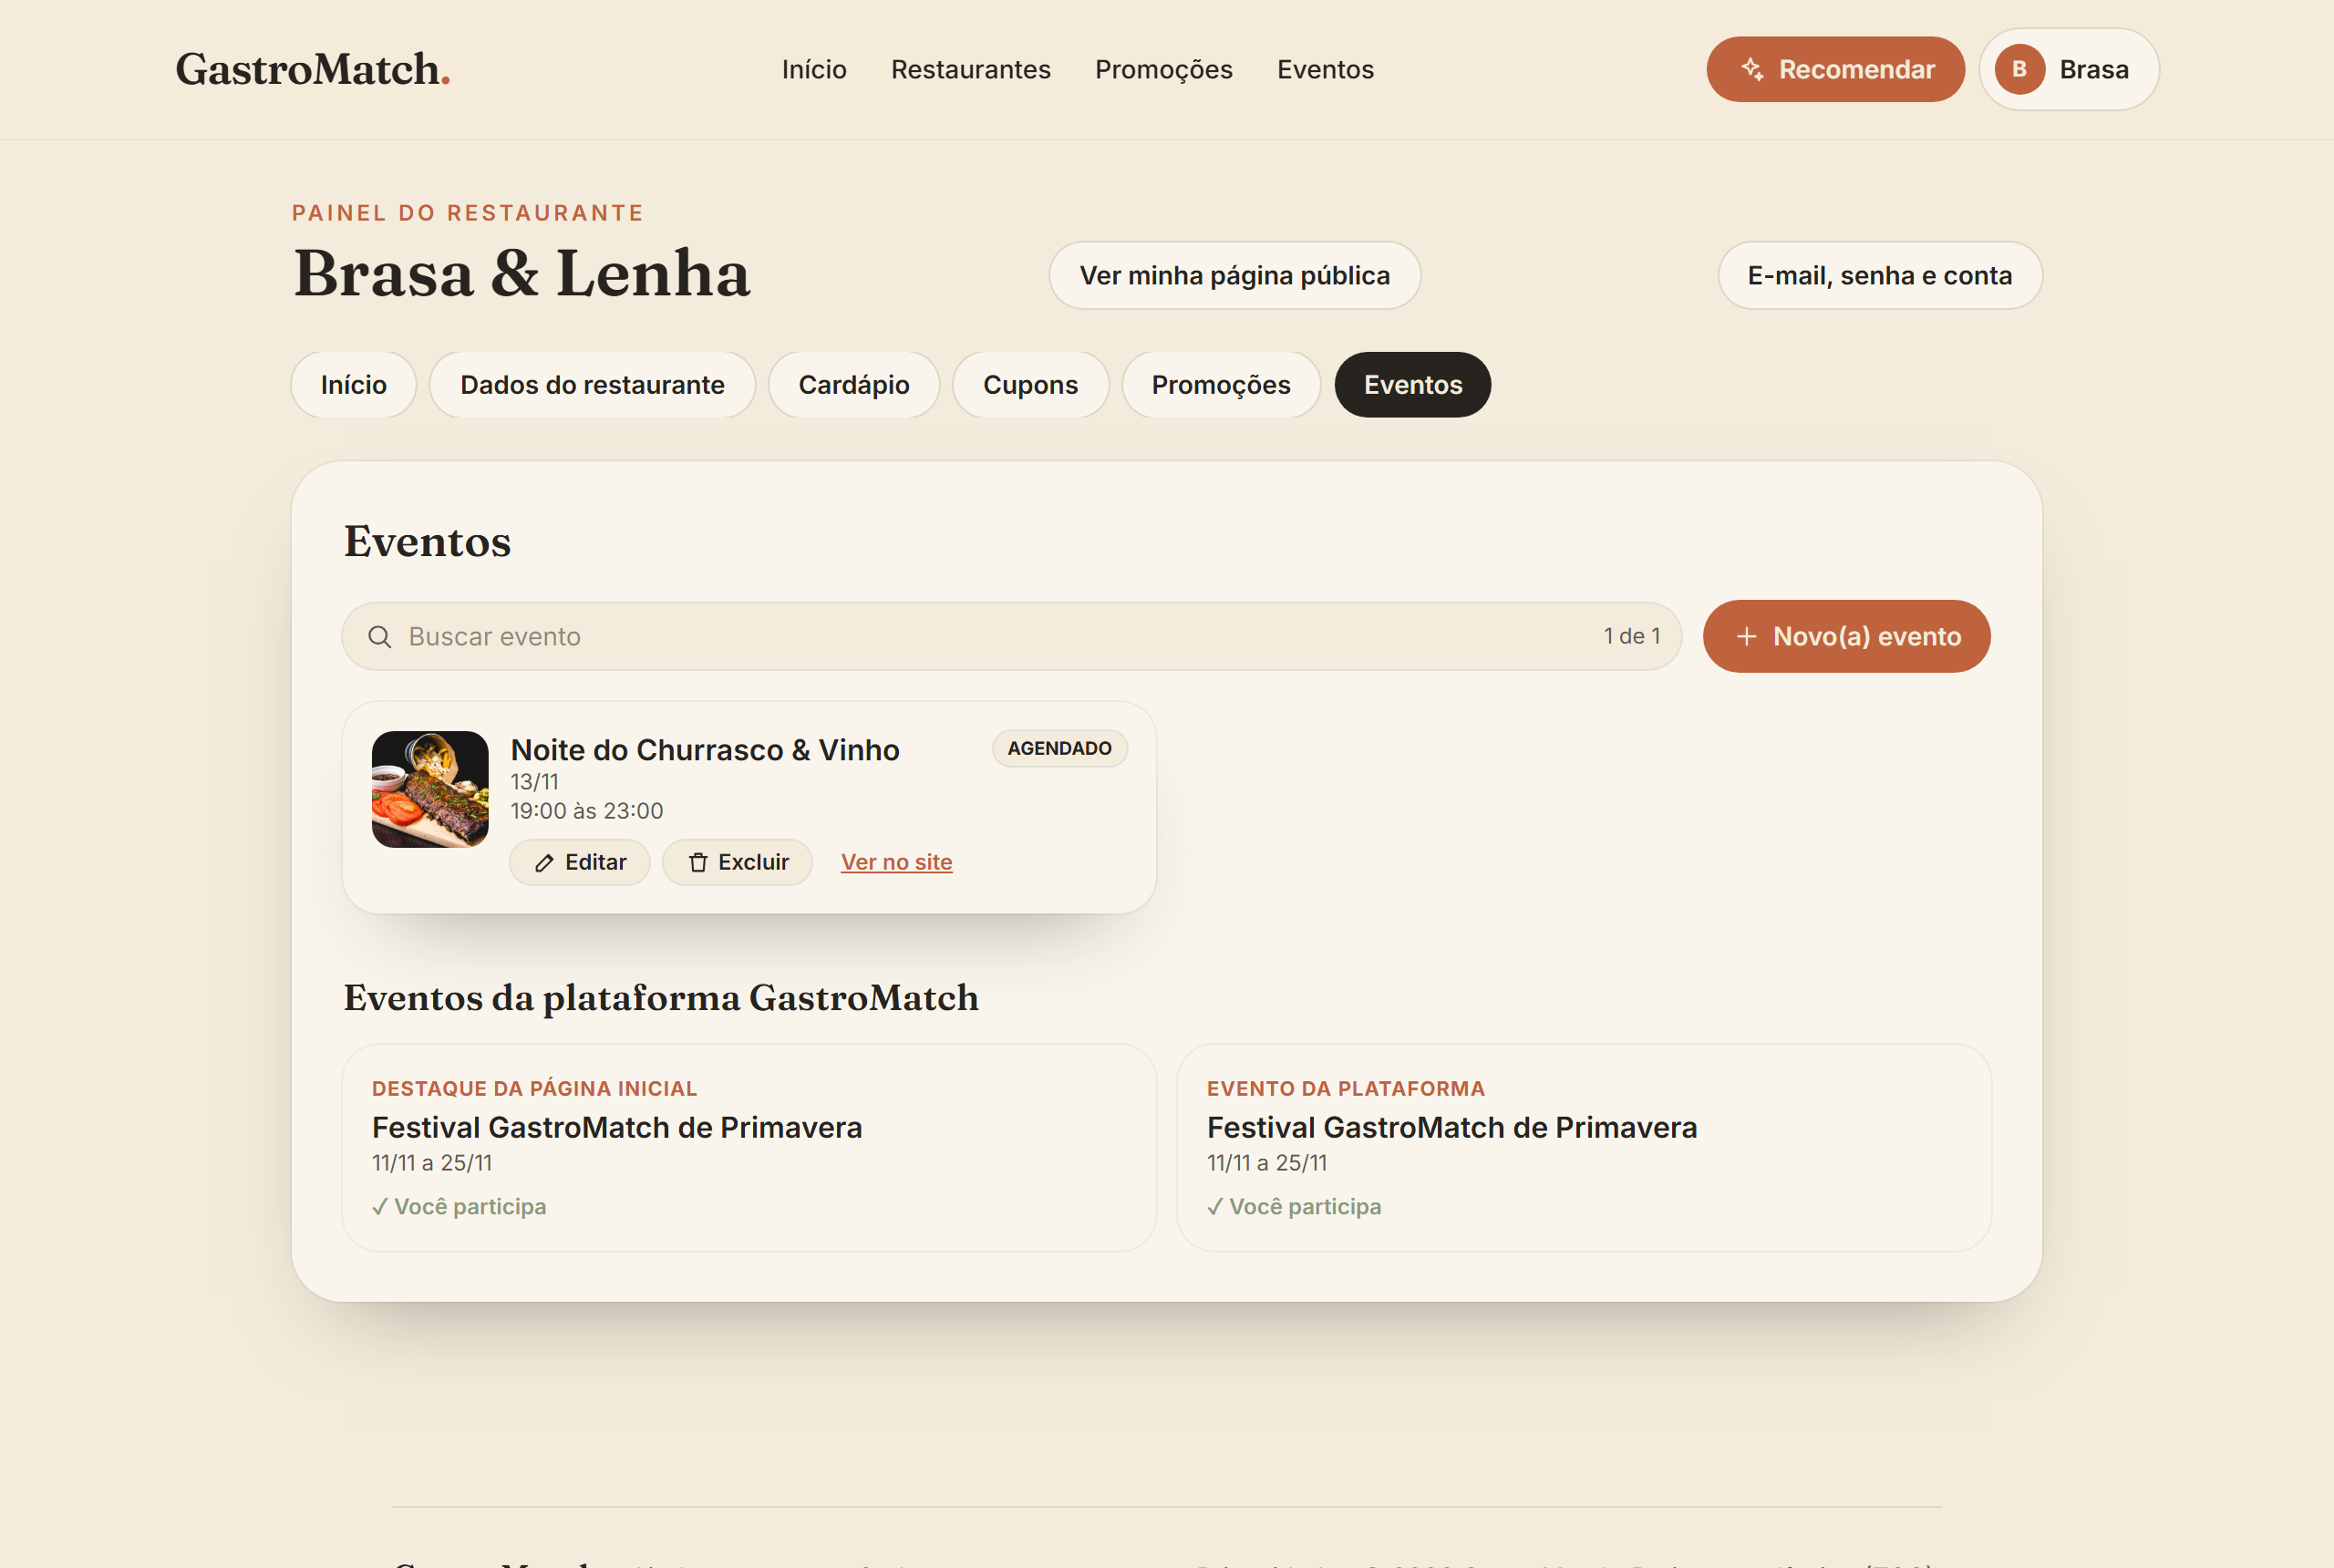 GastroMatch.
Início Restaurantes Promoções Eventos
Recomendar
B Brasa
PAINEL DO RESTAURANTE
Brasa & Lenha
Ver minha página pública
E-mail, senha e conta
Início Dados do restaurante Cardápio Cupons Promoções Eventos
Eventos
Buscar evento 1 de 1
+ Novo(a) evento
Noite do Churrasco & Vinho AGENDADO
13/11
19:00 às 23:00
Editar Excluir Ver no site
Eventos da plataforma GastroMatch
DESTAQUE DA PÁGINA INICIAL
Festival GastroMatch de Primavera
11/11 a 25/11
✓ Você participa
EVENTO DA PLATAFORMA
Festival GastroMatch de Primavera
11/11 a 25/11
✓ Você participa